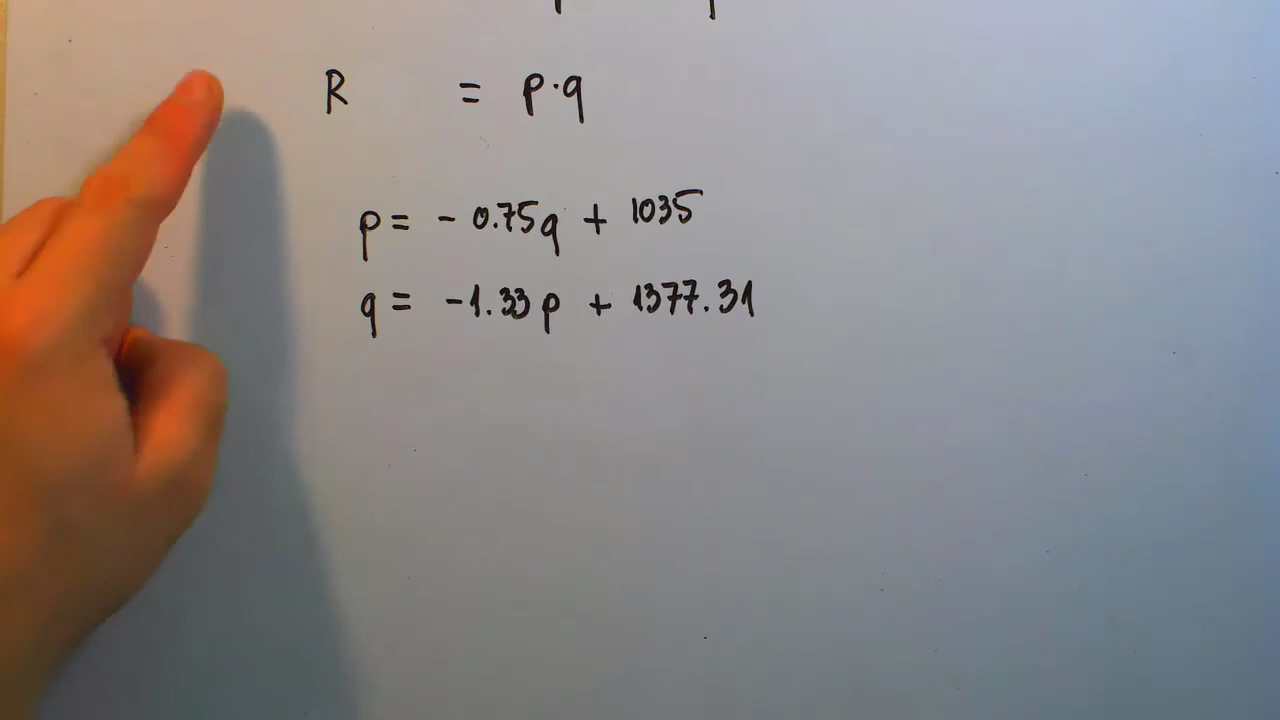 R = p·q
p = - 0.75q + 1035
q = -1.33p + 1377.31